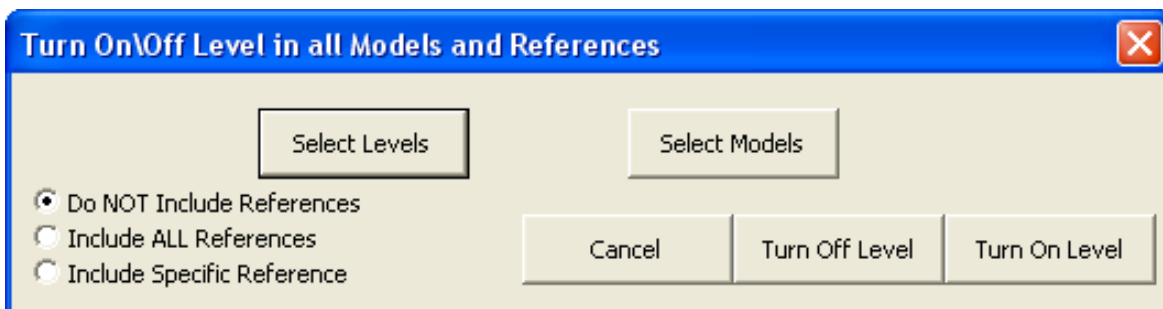 Turn On\Off Level in all Models and References
Select Levels
Select Models
Do NOT Include References
Include ALL References
Include Specific Reference
Cancel
Turn Off Level
Turn On Level